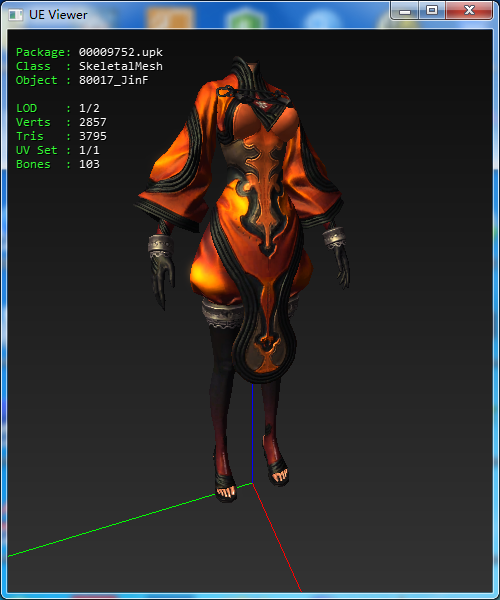 UE Viewer
Package: 00009752.upk
Class  : SkeletalMesh
Object : 80017_JinF
LOD    : 1/2
Verts  : 2857
Tris   : 3795
UV Set : 1/1
Bones  : 103